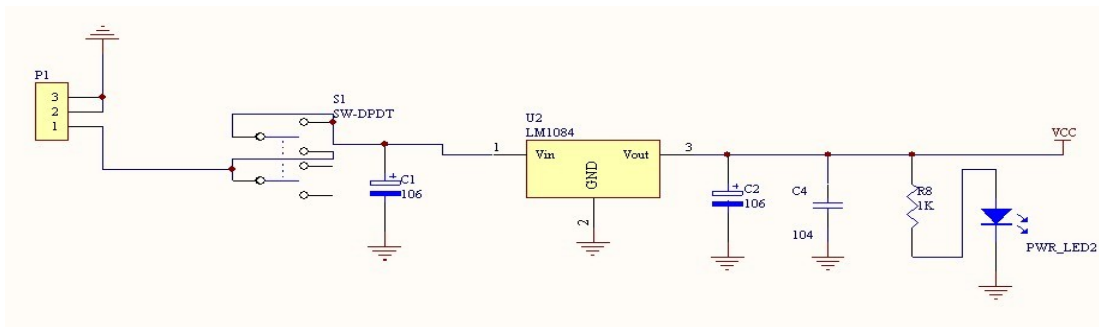 P1
3
2
1
S1
SW-DPDT
C1
106
U2
LM1084
1
Vin
Vout
GND
3
2
C2
106
C4
104
R8
1K
VCC
PWR_LED2